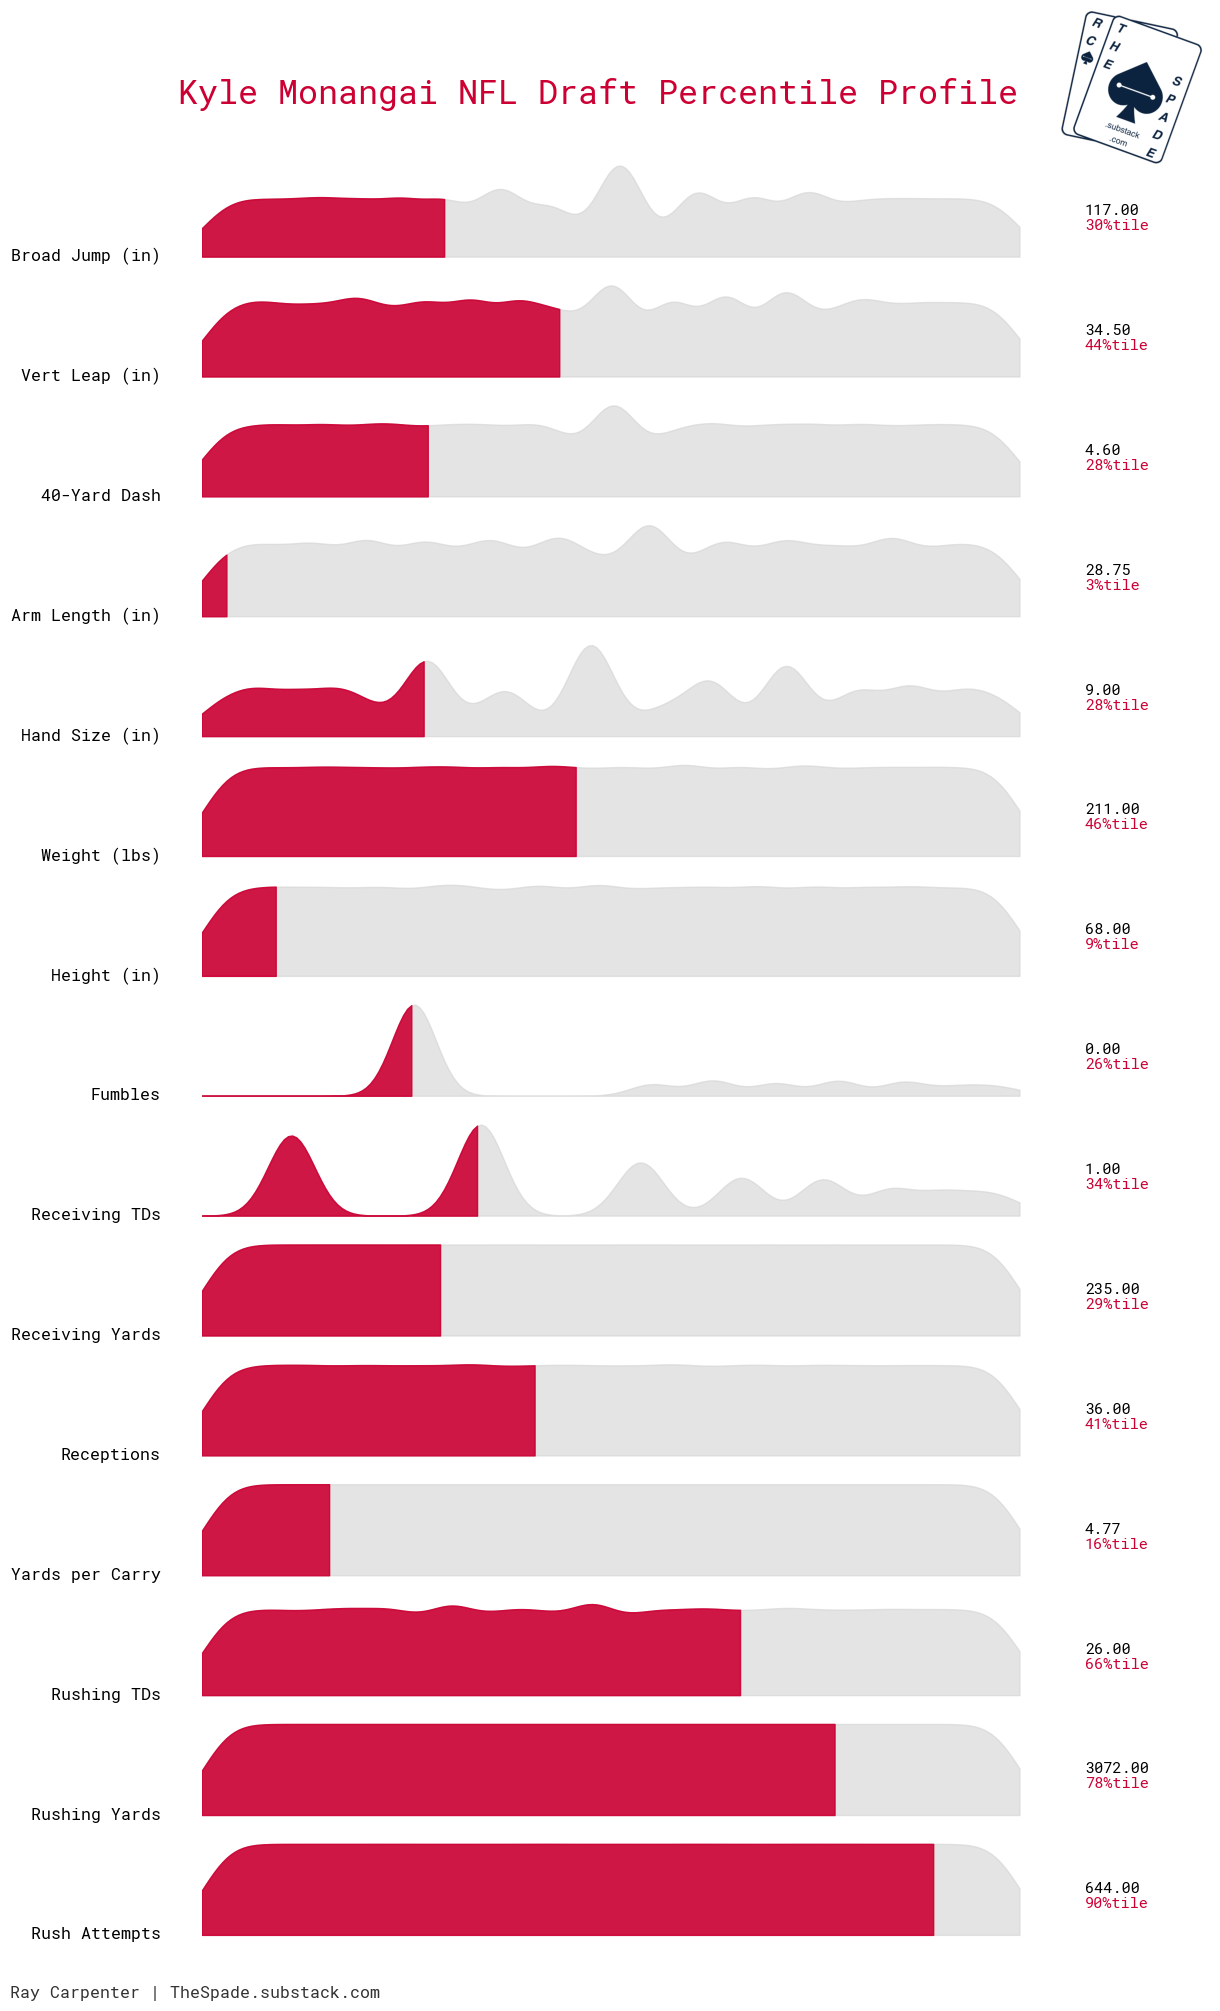 R
C
T
H
E
S
P
A
D
E
.substack
.com
Kyle Monangai NFL Draft Percentile Profile
Broad Jump (in)
117.00
30%tile
Vert Leap (in)
34.50
44%tile
40-Yard Dash
4.60
28%tile
Arm Length (in)
28.75
3%tile
Hand Size (in)
9.00
28%tile
Weight (lbs)
211.00
46%tile
Height (in)
68.00
9%tile
Fumbles
0.00
26%tile
Receiving TDs
1.00
34%tile
Receiving Yards
235.00
29%tile
Receptions
36.00
41%tile
Yards per Carry
4.77
16%tile
Rushing TDs
26.00
66%tile
Rushing Yards
3072.00
78%tile
Rush Attempts
644.00
90%tile
Ray Carpenter | TheSpade.substack.com